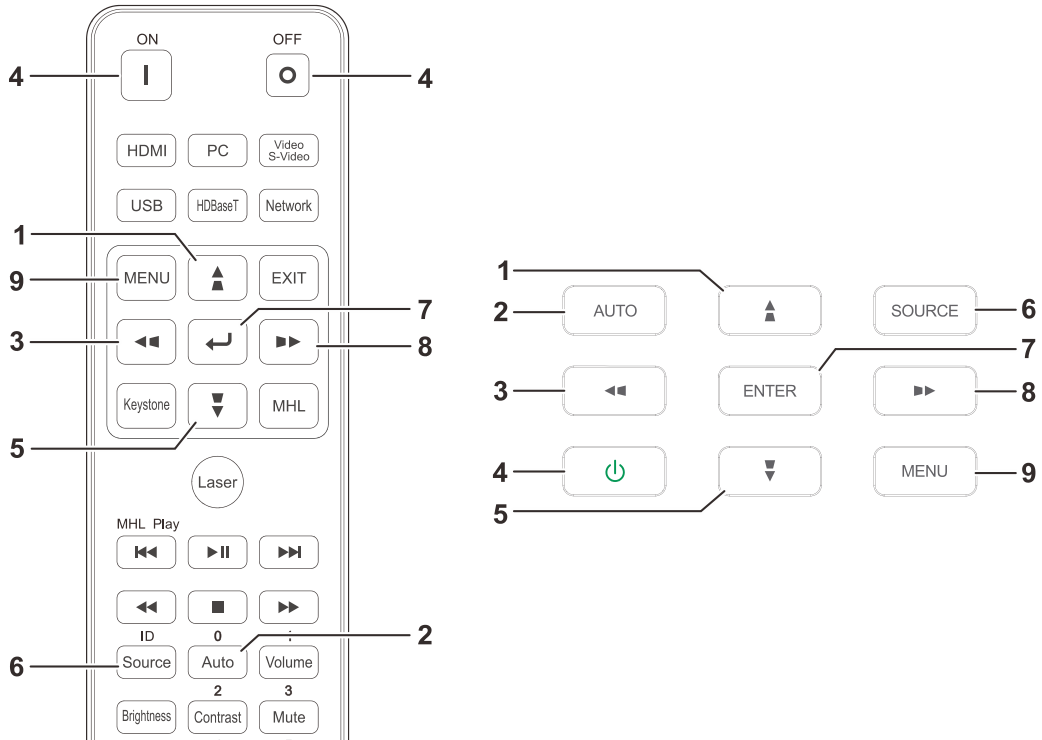 ON OFF
4 4
HDMI PC Video S-Video
USB HDBaseT Network
1
9 MENU EXIT
7
3 8
Keystone MHL
5
Laser
MHL Play
ID 0 : 2
6 Source Auto Volume
2 3
Brightness Contrast Mute
1
2 AUTO SOURCE 6
7
3 ENTER 8
4 MENU 9
5